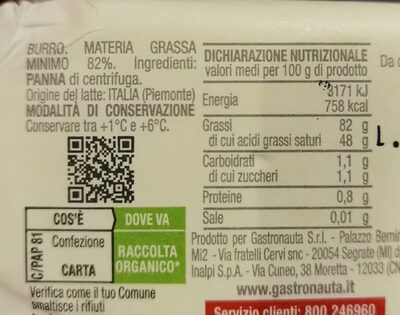 BURRO. MATERIA GRASSA
MINIMO 82%. Ingredienti:
PANNA di centrifuga.
Origine del latte: ITALIA (Piemonte)
MODALITÀ DI CONSERVAZIONE
Conservare tra +1°C e +6°C.
DICHIARAZIONE NUTRIZIONALE
valori medi per 100 g di prodotto
Energia 3171 kJ
758 kcal
Grassi 82 g
di cui acidi grassi saturi 48 g
Carboidrati 1,1 g
di cui zuccheri 1,1 g
Proteine 0,8 g
Sale 0,01 g
COS'È DOVE VA
C/PAP 81
Confezione
CARTA
RACCOLTA
ORGANICO*
Verifica come il tuo Comune
smaltisce i rifiuti
Prodotto per Gastronauta S.r.l. - Palazzo Bernin
Mi2 - Via fratelli Cervi snc - 20054 Segrate (MI) d
Inalpi S.p.A. - Via Cuneo, 38 Moretta - 12033 (CN
www.gastronauta.it
Servizio clienti: 800 246960
Da c
L.